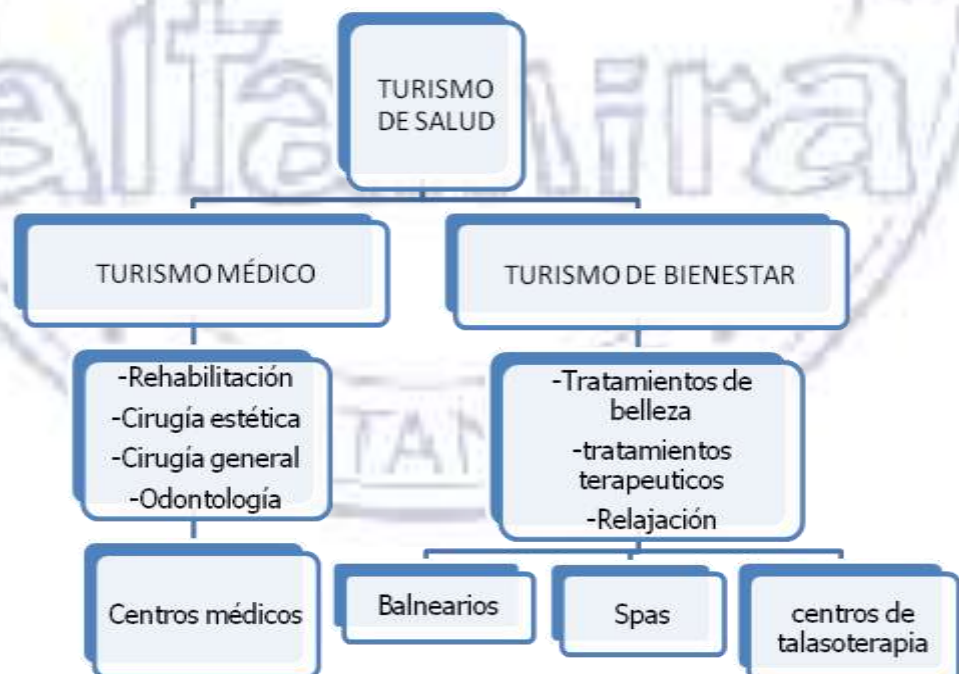 altamira
TURISMO
DE SALUD
TURISMO MÉDICO
TURISMO DE BIENESTAR
-Rehabilitación
-Cirugía estética
-Cirugía general
-Odontología
-Tratamientos de
belleza
-tratamientos
terapeuticos
-Relajación
Centros médicos
Balnearios
Spas
centros de
talasoterapia